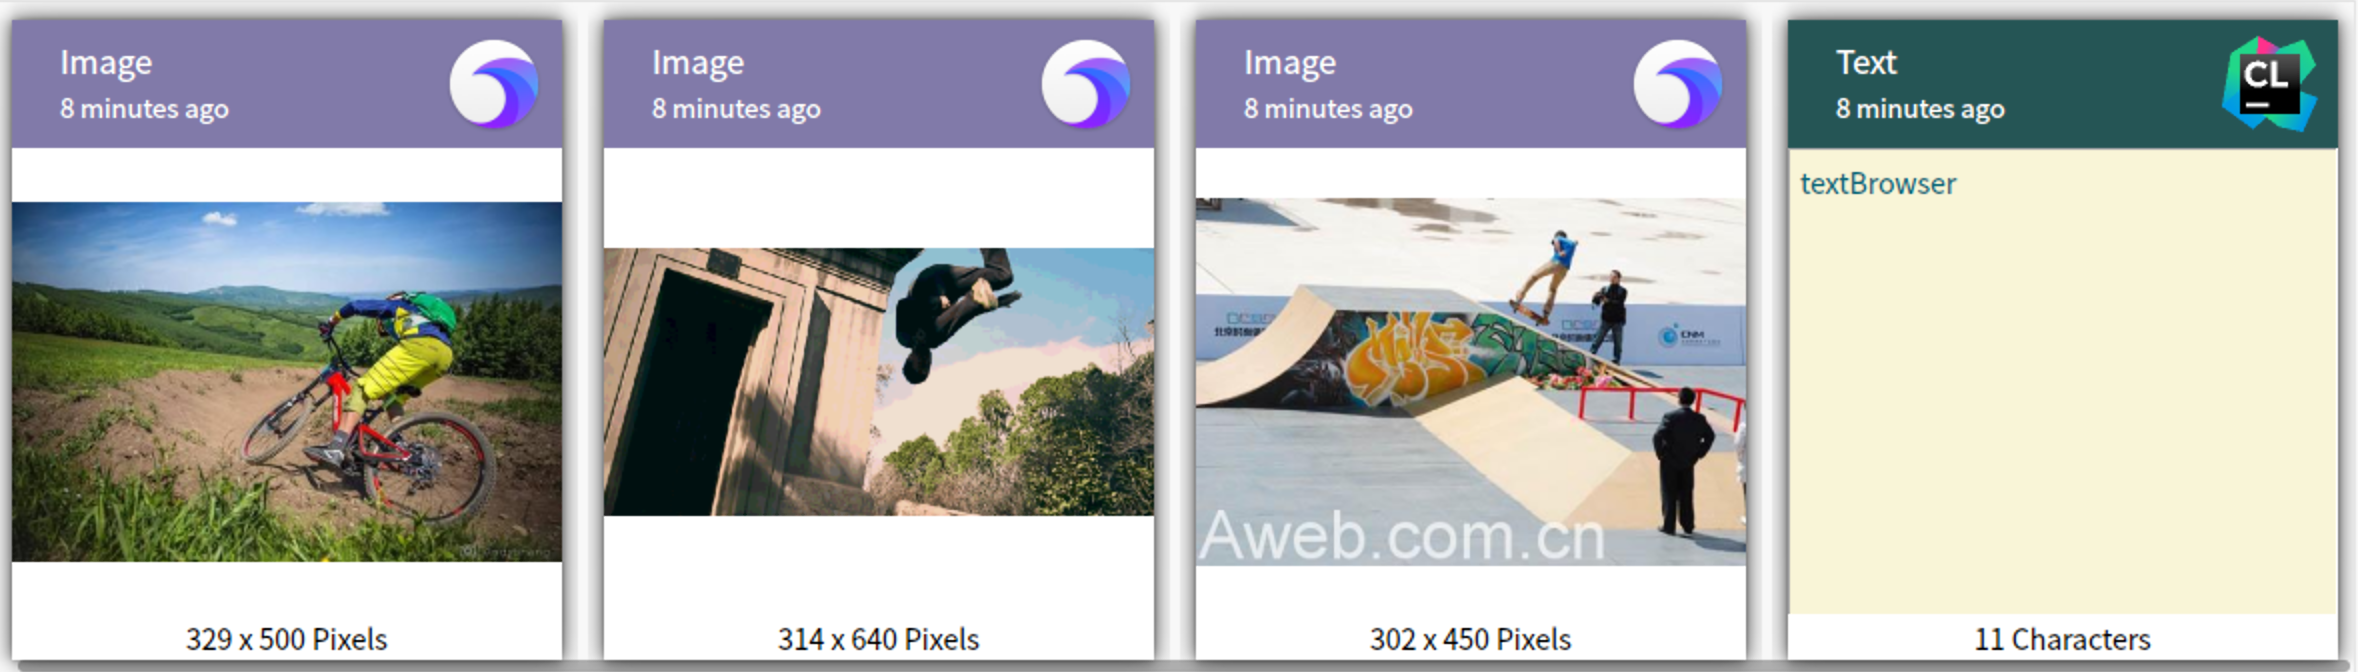 Image
8 minutes ago
329 x 500 Pixels
Image
8 minutes ago
314 x 640 Pixels
Image
8 minutes ago
CNM
Aweb.com.cn
302 x 450 Pixels
Text
8 minutes ago
CL
textBrowser
11 Characters